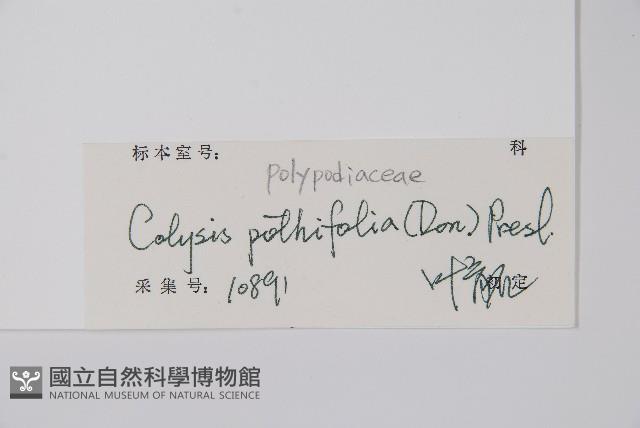 标本室号: 科
polypodiaceae
Colysis pothifolia (Don.) Presl.
采集号: 10891 定
國立自然科學博物館
NATIONAL MUSEUM OF NATURAL SCIENCE